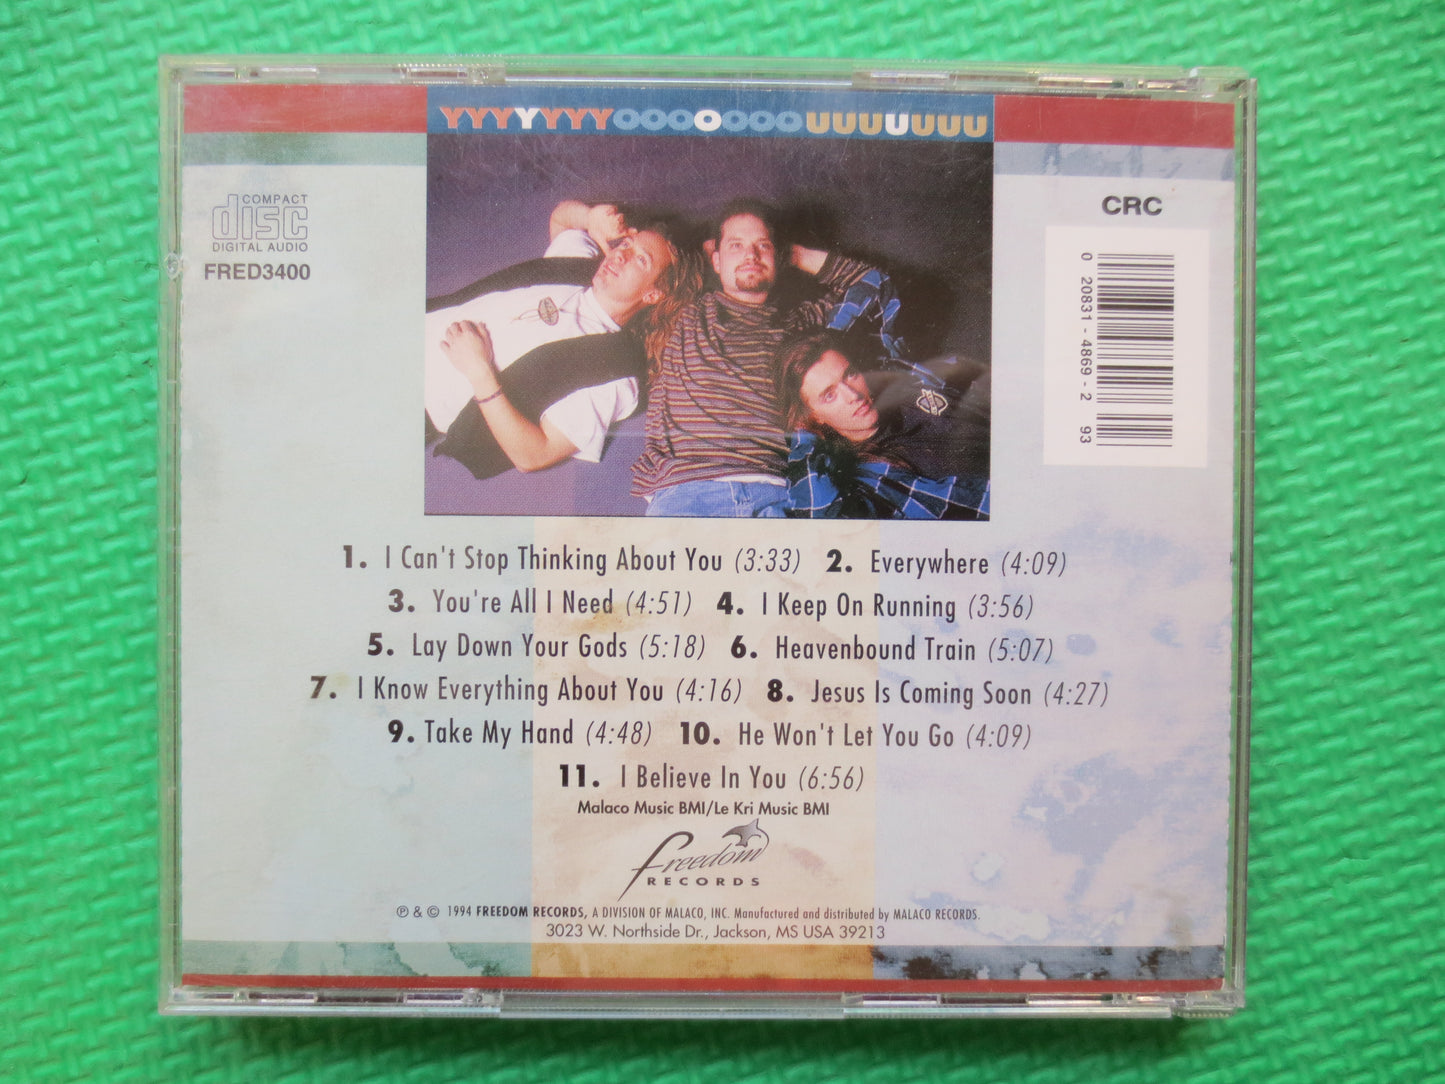 YYYYYYYOOOOOOOUUUUUUU
COMPACT
disc
DIGITAL AUDIO
FRED3400
CRC
0 20831-4869-2 93
1. I Can't Stop Thinking About You (3:33) 2. Everywhere (4:09)
3. You're All I Need (4:51) 4. I Keep On Running (3:56)
5. Lay Down Your Gods (5:18) 6. Heavenbound Train (5:07)
7. I Know Everything About You (4:16) 8. Jesus Is Coming Soon (4:27)
9. Take My Hand (4:48) 10. He Won't Let You Go (4:09)
11. I Believe In You (6:56)
Malaco Music BMI/Le Kri Music BMI
freedom
RECORDS
℗ & © 1994 FREEDOM RECORDS, A DIVISION OF MALACO, INC. Manufactured and distributed by MALACO RECORDS.
3023 W. Northside Dr., Jackson, MS USA 39213